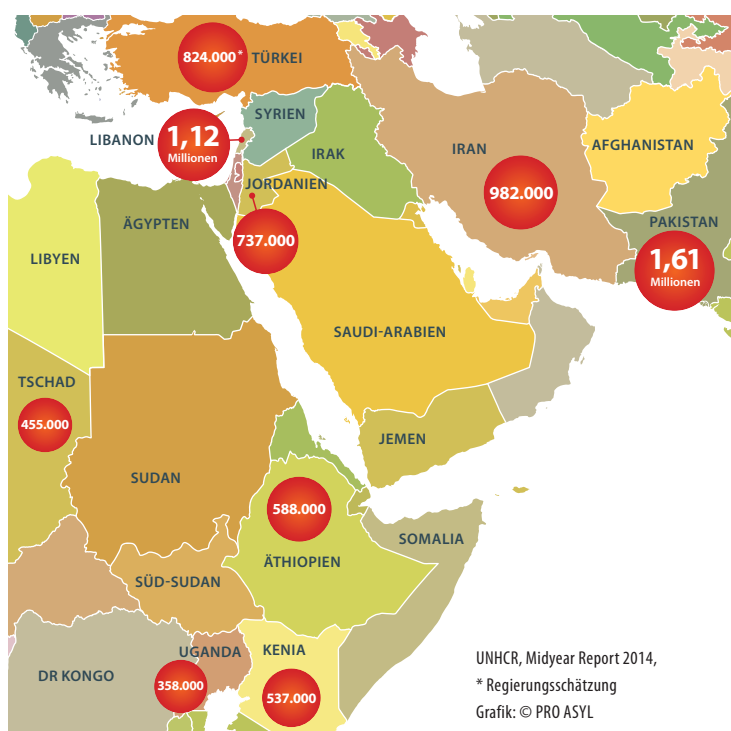 824.000*
TÜRKEI
SYRIEN
LIBANON
1,12
Millionen
IRAK
IRAN
AFGHANISTAN
JORDANIEN
982.000
ÄGYPTEN
PAKISTAN
737.000
LIBYEN
1,61
Millionen
SAUDI-ARABIEN
TSCHAD
455.000
JEMEN
SUDAN
588.000
SOMALIA
ÄTHIOPIEN
SÜD-SUDAN
UGANDA
KENIA
DR KONGO
358.000
537.000
UNHCR, Midyear Report 2014,
* Regierungsschätzung
Grafik: © PRO ASYL